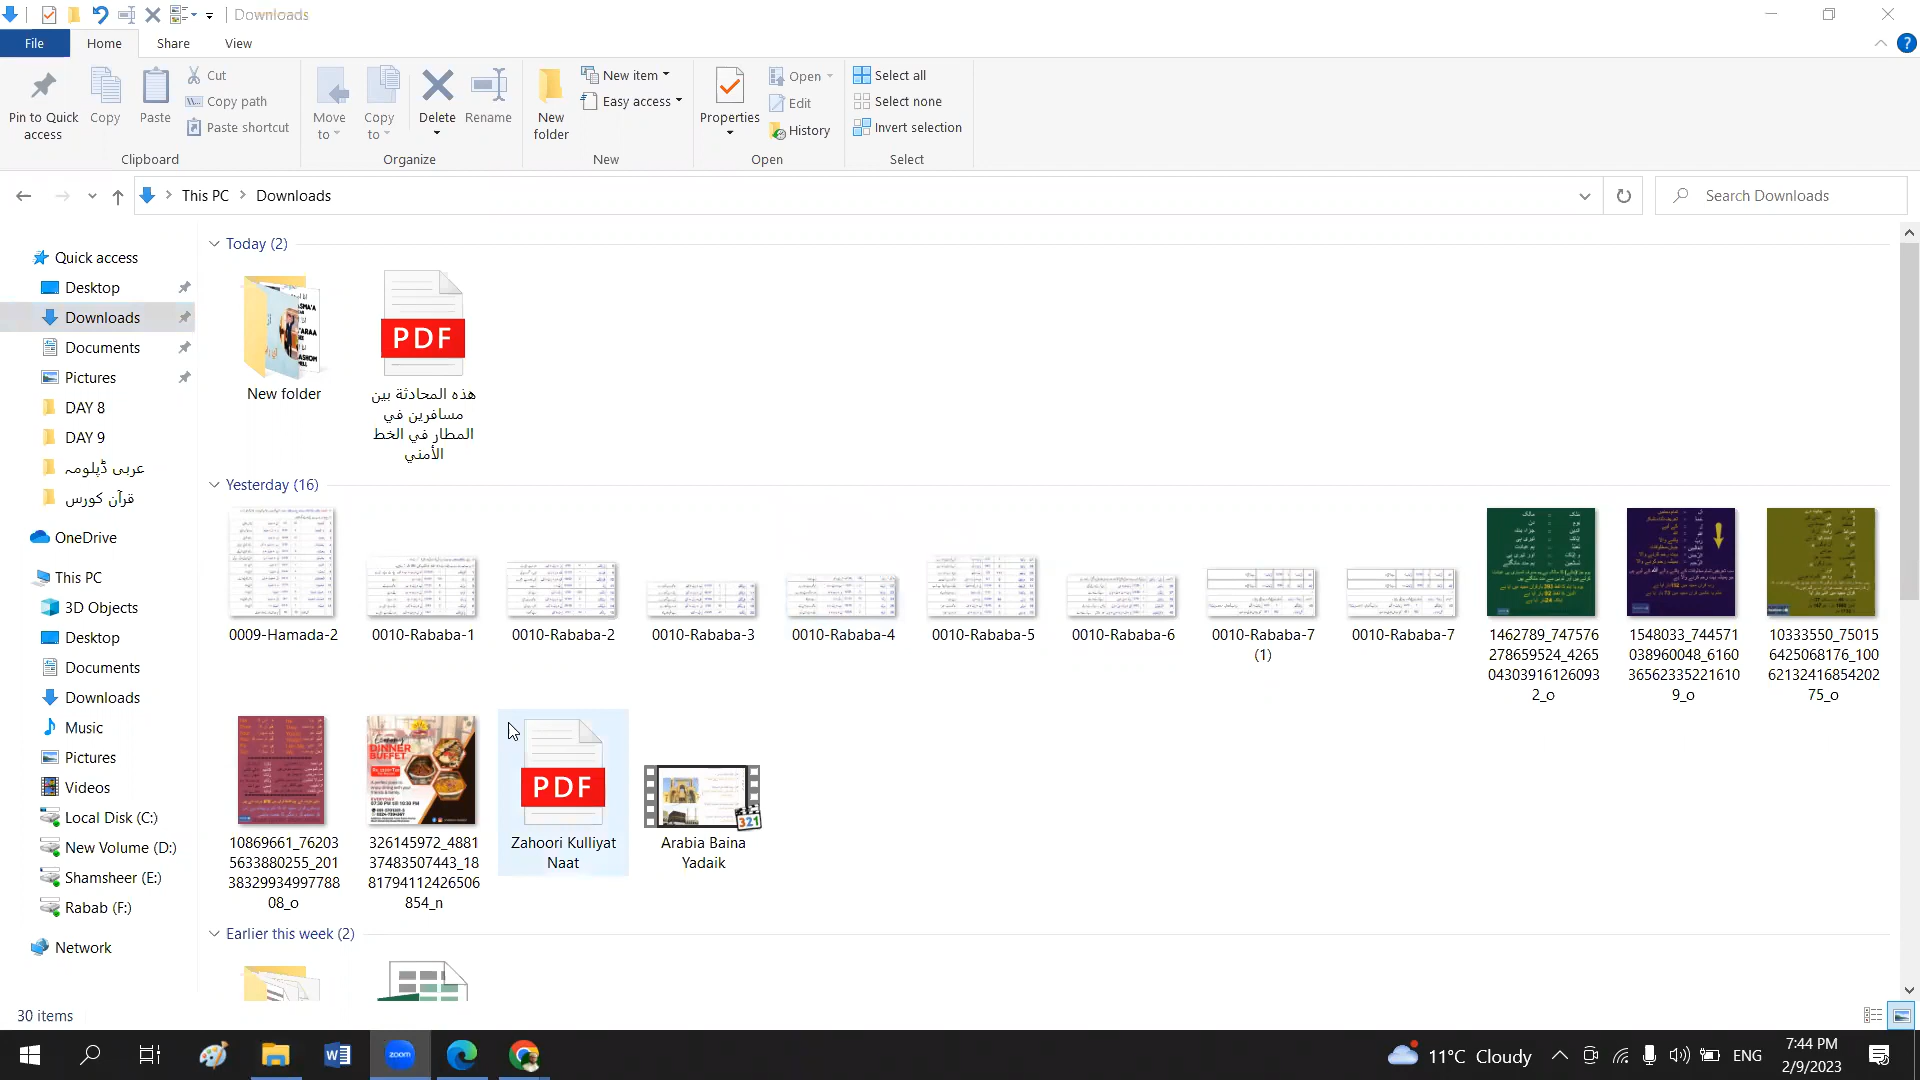 Downloads
File
Home
Share
View
Pin to Quick
access
Copy
Paste
Cut
Copy path
Paste shortcut
Clipboard
Move
to
Copy
to
Delete
Rename
Organize
New
folder
New item
Easy access
New
Properties
Open
Edit
History
Open
Select all
Select none
Invert selection
Select
This PC
Downloads
Search Downloads
Quick access
Desktop
Downloads
Documents
Pictures
DAY 8
DAY 9
عربی ڈپلومہ
قرآن کورس
OneDrive
This PC
3D Objects
Desktop
Documents
Downloads
Music
Pictures
Videos
Local Disk (C:)
New Volume (D:)
Shamsheer (E:)
Rabab (F:)
Network
Today (2)
New folder
PDF
هذه المحادثة بين
مسافرين في
المطار في الخط
الأمني
Yesterday (16)
0009-Hamada-2
0010-Rababa-1
0010-Rababa-2
0010-Rababa-3
0010-Rababa-4
0010-Rababa-5
0010-Rababa-6
0010-Rababa-7
(1)
0010-Rababa-7
1462789_747576
278659524_4265
04303916126093
2_o
1548033_744571
038960048_6160
36562335221610
9_o
10333550_75015
6425068176_100
62132416854202
75_o
10869661_76203
5633880255_201
38329934997788
08_o
DINNER
BUFFET
326145972_4881
37483507443_18
81794112426506
854_n
PDF
Zahoori Kulliyat
Naat
321
Arabia Baina
Yadaik
Earlier this week (2)
30 items
zoom
11°C Cloudy
ENG
7:44 PM
2/9/2023